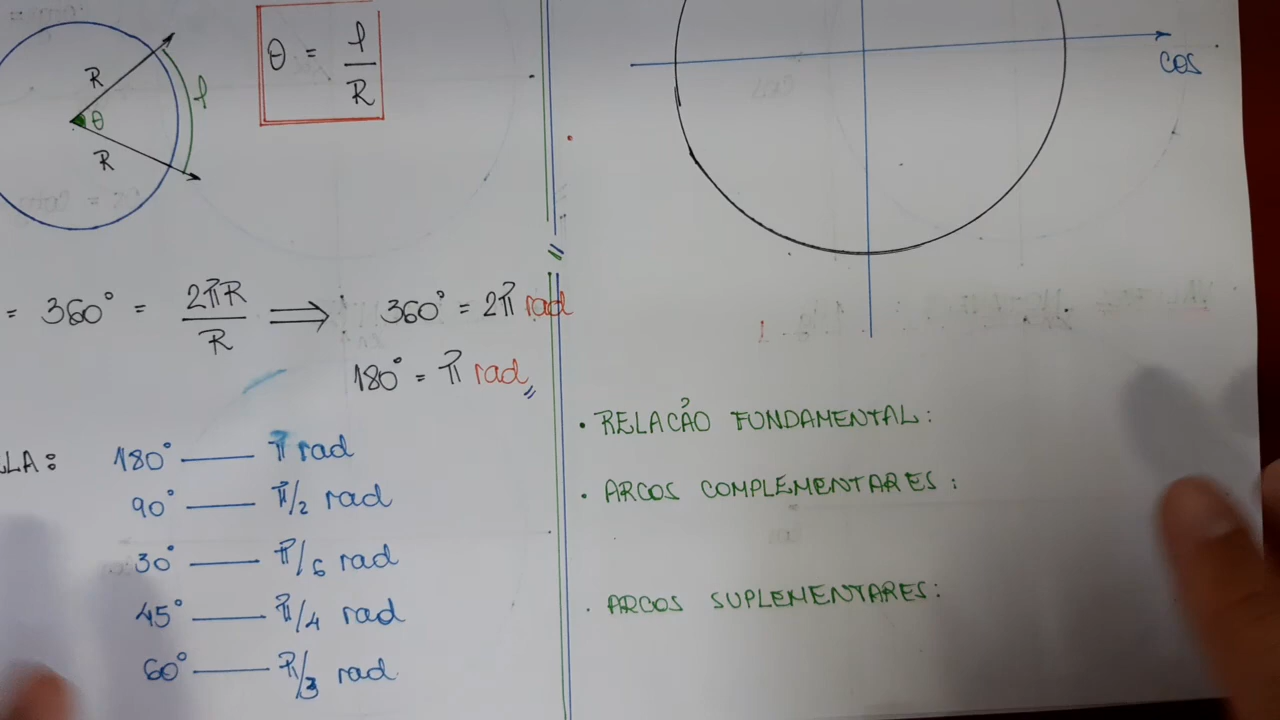 R
θ
R
l
θ = l/R
= 360° = 2πR/R ⟹ 360° = 2π rad
180° = π rad
LLA: 180° —— π rad
90° —— π/2 rad
30° —— π/6 rad
45° —— π/4 rad
60° —— π/3 rad
cos
• RELAÇÃO FUNDAMENTAL:
• ARCOS COMPLEMENTARES:
• ARCOS SUPLEMENTARES: